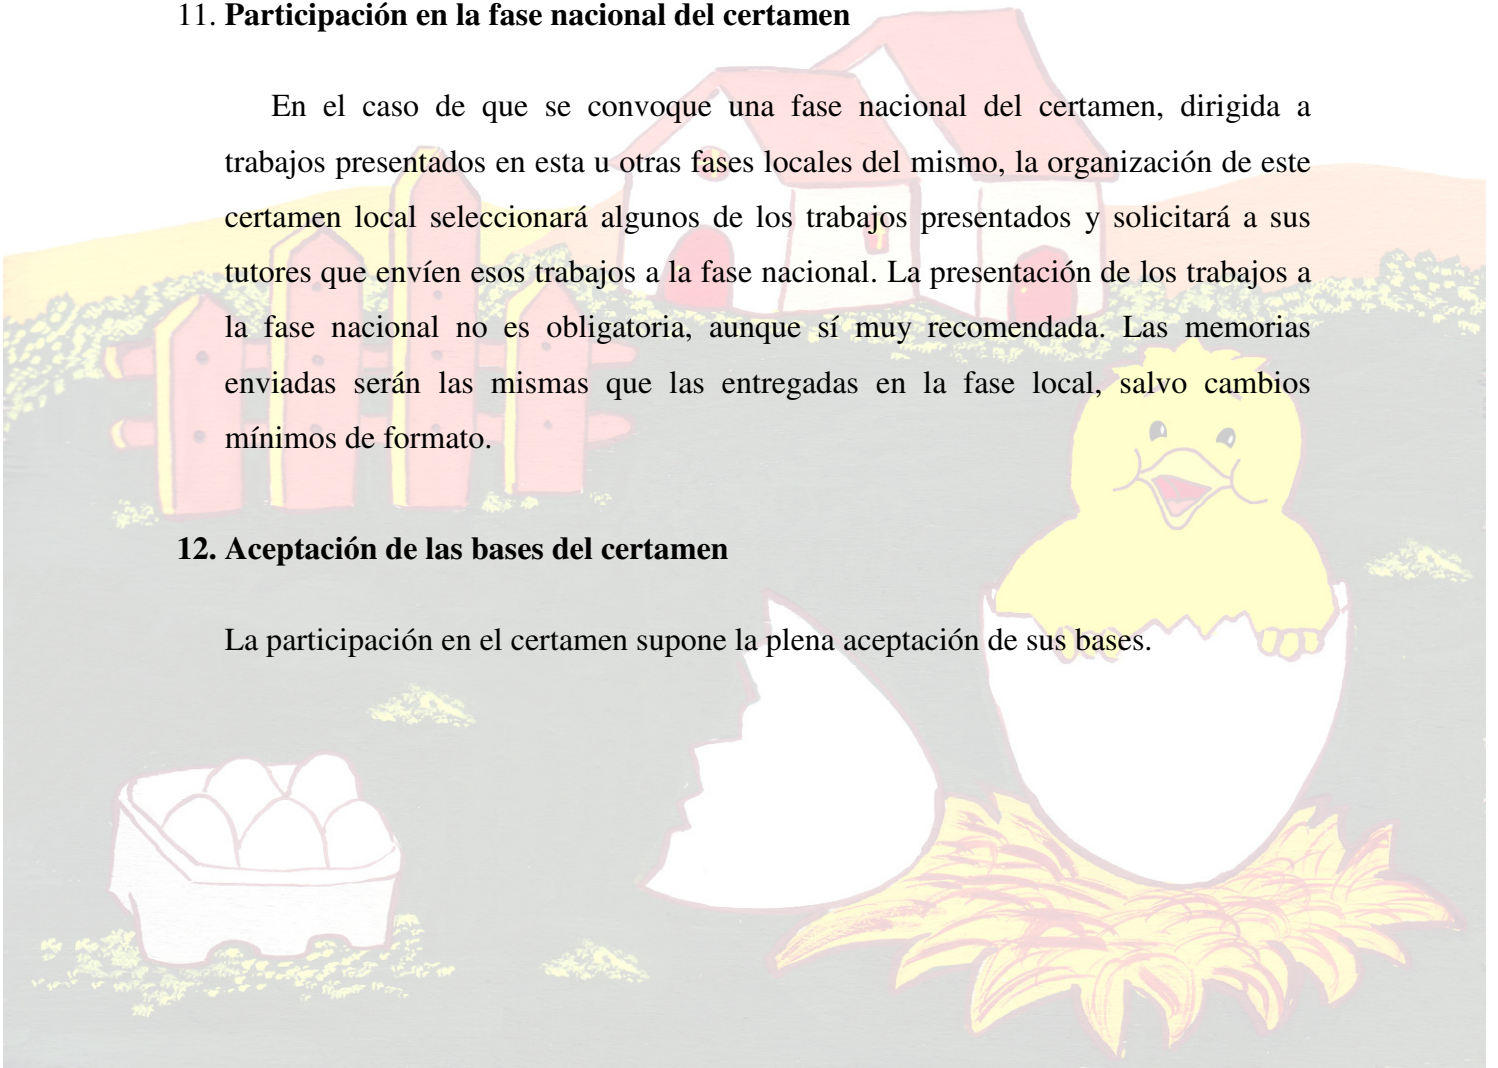 11. Participación en la fase nacional del certamen
En el caso de que se convoque una fase nacional del certamen, dirigida a
trabajos presentados en esta u otras fases locales del mismo, la organización de este
certamen local seleccionará algunos de los trabajos presentados y solicitará a sus
tutores que envíen esos trabajos a la fase nacional. La presentación de los trabajos a
la fase nacional no es obligatoria, aunque sí muy recomendada. Las memorias
enviadas serán las mismas que las entregadas en la fase local, salvo cambios
mínimos de formato.
12. Aceptación de las bases del certamen
La participación en el certamen supone la plena aceptación de sus bases.